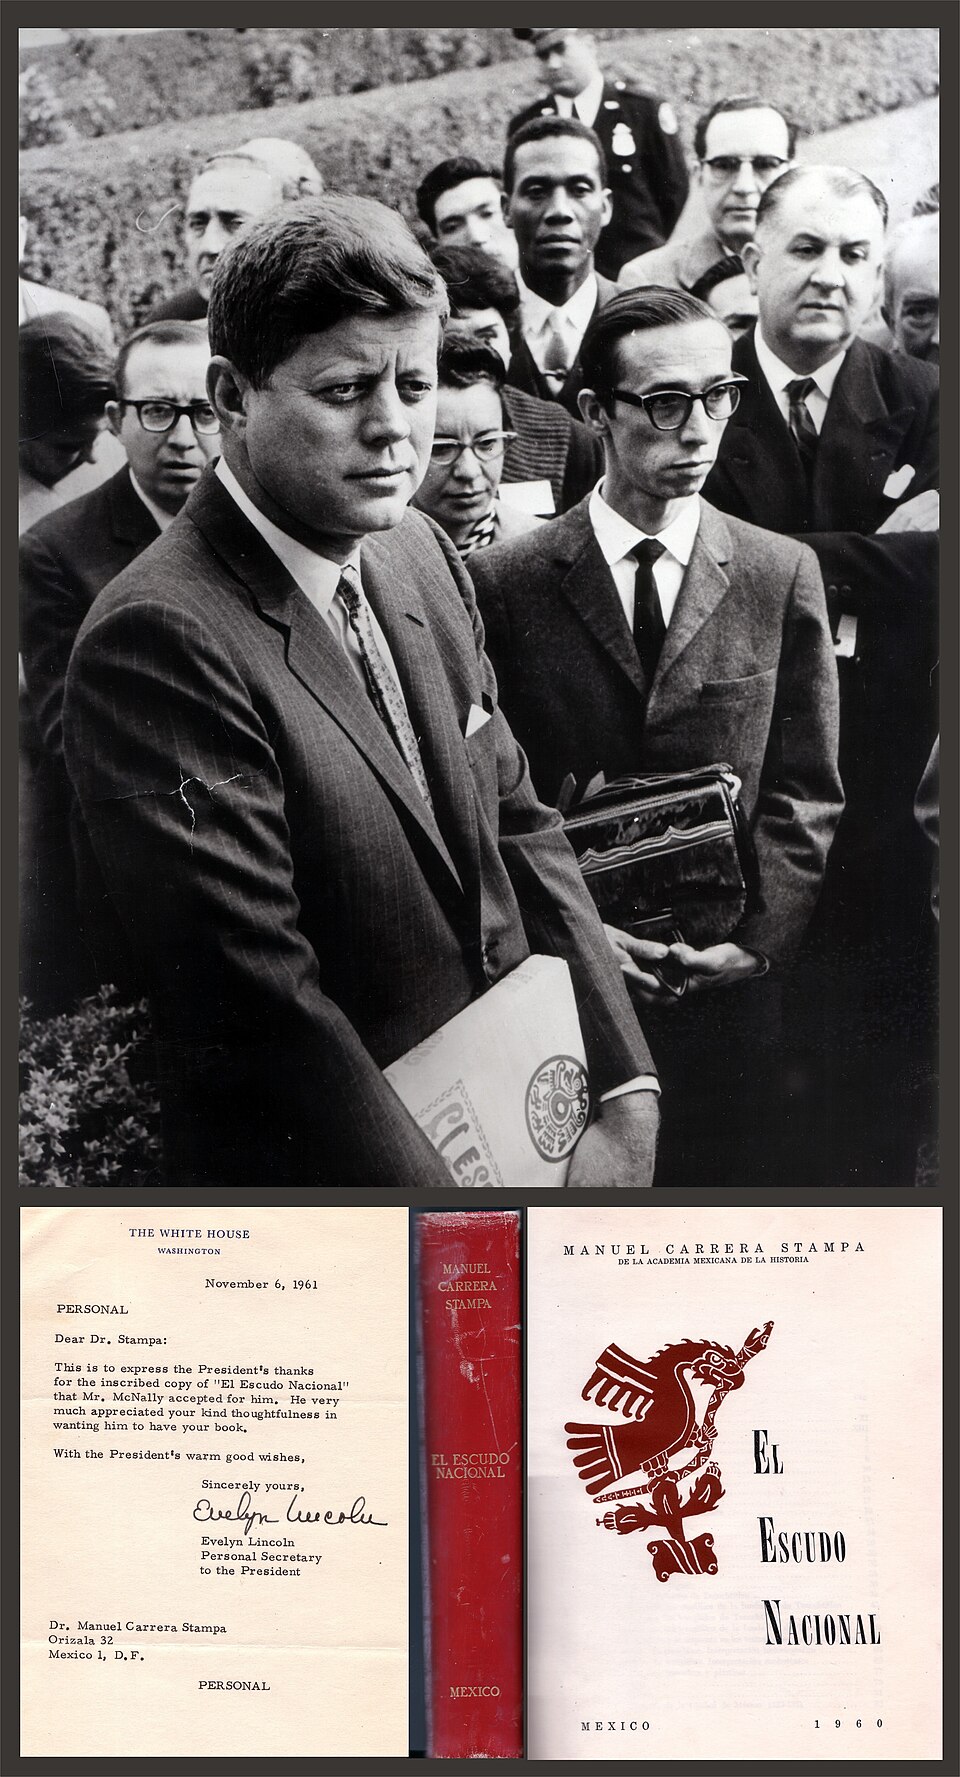 CLES
THE WHITE HOUSE
WASHINGTON
November 6, 1961
PERSONAL
Dear Dr. Stampa:
This is to express the President's thanks
for the inscribed copy of "El Escudo Nacional"
that Mr. McNally accepted for him. He very
much appreciated your kind thoughtfulness in
wanting him to have your book.
With the President's warm good wishes,
Sincerely yours,
Evelyn Lincoln
Evelyn Lincoln
Personal Secretary
to the President
Dr. Manuel Carrera Stampa
Orizala 32
Mexico 1, D.F.
PERSONAL
MANUEL
CARRERA
STAMPA
EL ESCUDO
NACIONAL
MEXICO
MANUEL CARRERA STAMPA
DE LA ACADEMIA MEXICANA DE LA HISTORIA
EL
ESCUDO
NACIONAL
MEXICO 1960